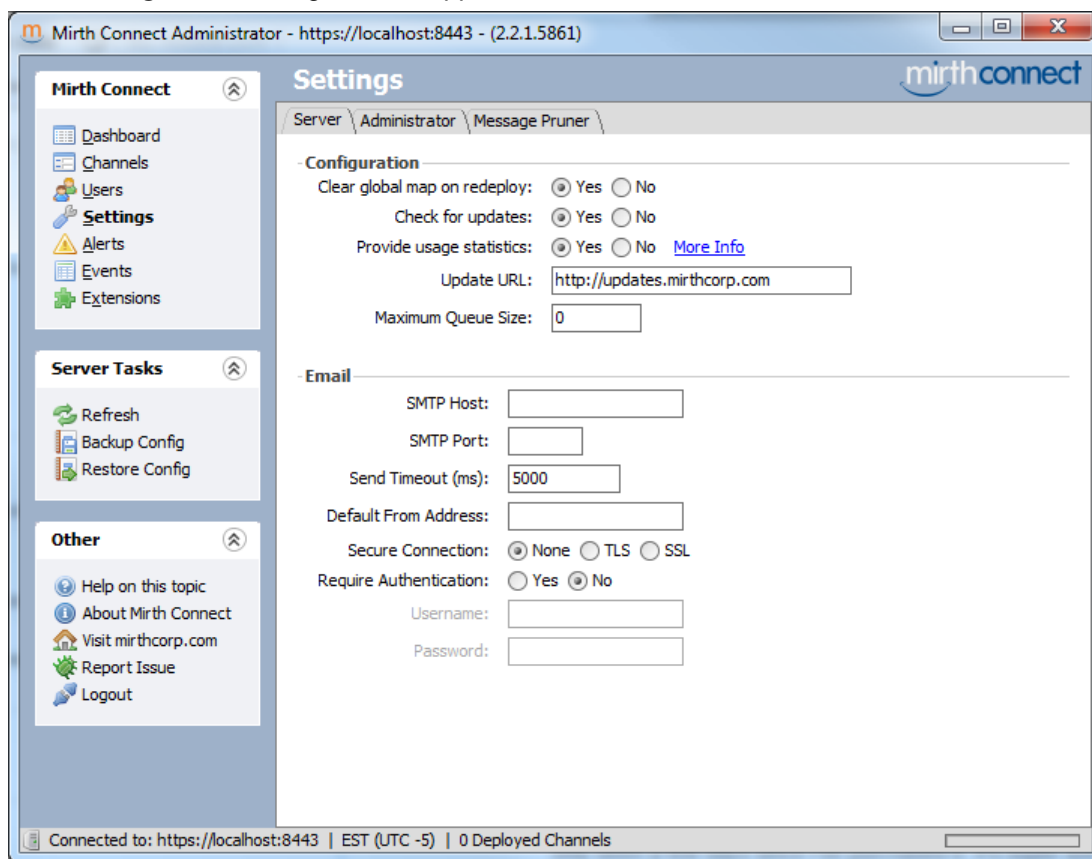 Mirth Connect Administrator - https://localhost:8443 - (2.2.1.5861)
Mirth Connect
Dashboard
Channels
Users
Settings
Alerts
Events
Extensions
Server Tasks
Refresh
Backup Config
Restore Config
Other
Help on this topic
About Mirth Connect
Visit mirthcorp.com
Report Issue
Logout
Settings
mirthconnect
Server Administrator Message Pruner
Configuration
Clear global map on redeploy: Yes No
Check for updates: Yes No
Provide usage statistics: Yes No More Info
Update URL: http://updates.mirthcorp.com
Maximum Queue Size: 0
Email
SMTP Host:
SMTP Port:
Send Timeout (ms): 5000
Default From Address:
Secure Connection: None TLS SSL
Require Authentication: Yes No
Username:
Password:
Connected to: https://localhost:8443 | EST (UTC -5) | 0 Deployed Channels